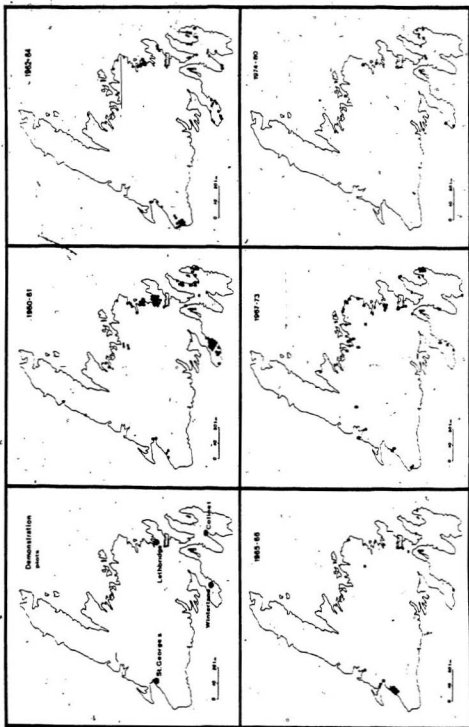 Demonstration
plots
St. Georges
Lethbridge
Winterland
Colinet
1960-61
1962-64
1965-66
1967-73
1974-80